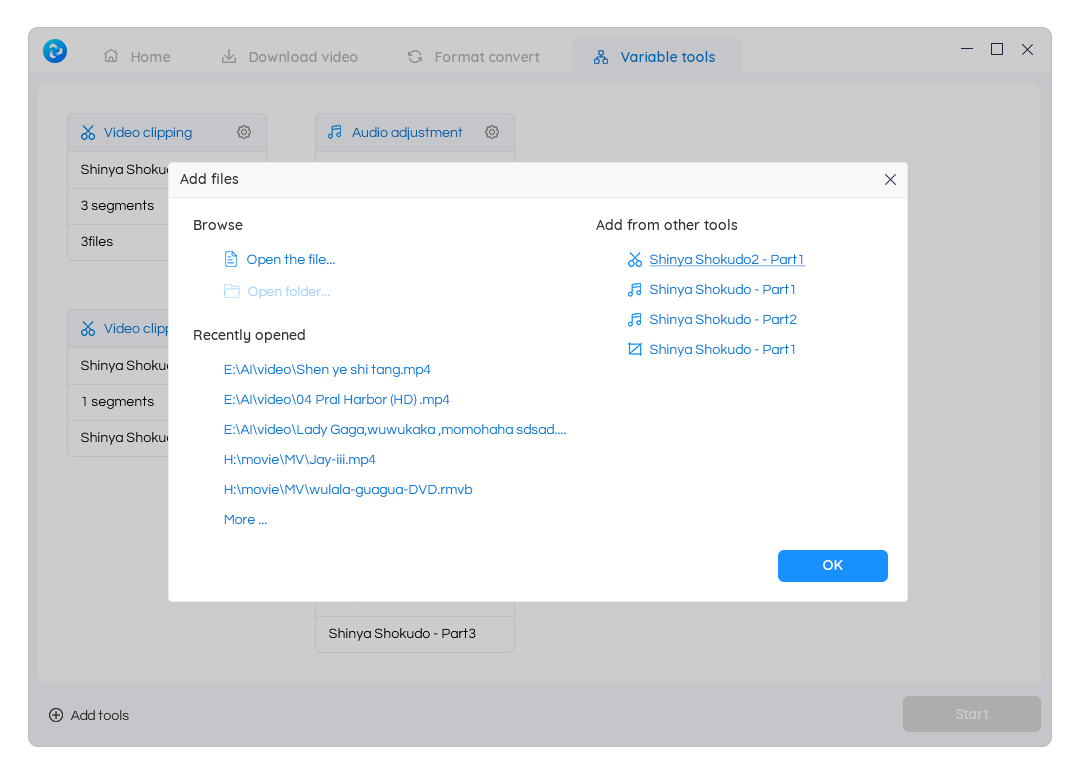 Home
Download video
Format convert
Variable tools
Video clipping
Audio adjustment
Shinya Shoku
3 segments
3files
Video clipp
Shinya Shoku
1 segments
Shinya Shoku
Add files
Browse
Open the file...
Open folder...
Recently opened
E:\AI\video\Shen ye shi tang.mp4
E:\AI\video\04 Pral Harbor (HD) .mp4
E:\AI\video\Lady Gaga,wuwukaka ,momohaha sdsad....
H:\movie\MV\Jay-iii.mp4
H:\movie\MV\wulala-guagua-DVD.rmvb
More ...
Add from other tools
Shinya Shokudo2 - Part1
Shinya Shokudo - Part1
Shinya Shokudo - Part2
Shinya Shokudo - Part1
OK
Shinya Shokudo - Part3
Add tools
Start